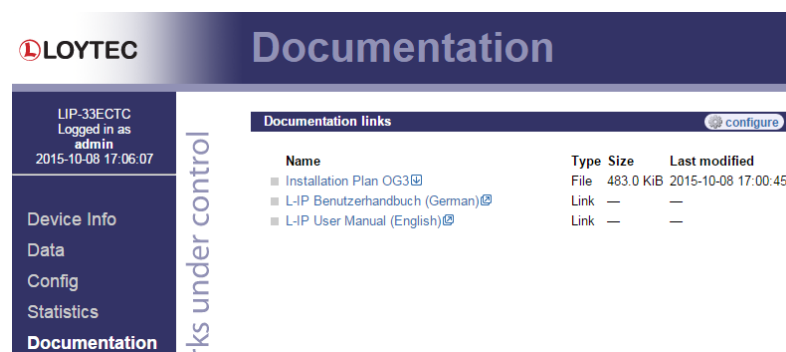 LOYTEC
Documentation
LIP-33ECTC
Logged in as
admin
2015-10-08 17:06:07
Device Info
Data
Config
Statistics
Documentation
under control
Documentation links
configure
Name Type Size Last modified
Installation Plan OG3 File 483.0 KiB 2015-10-08 17:00:45
L-IP Benutzerhandbuch (German) Link — —
L-IP User Manual (English) Link — —